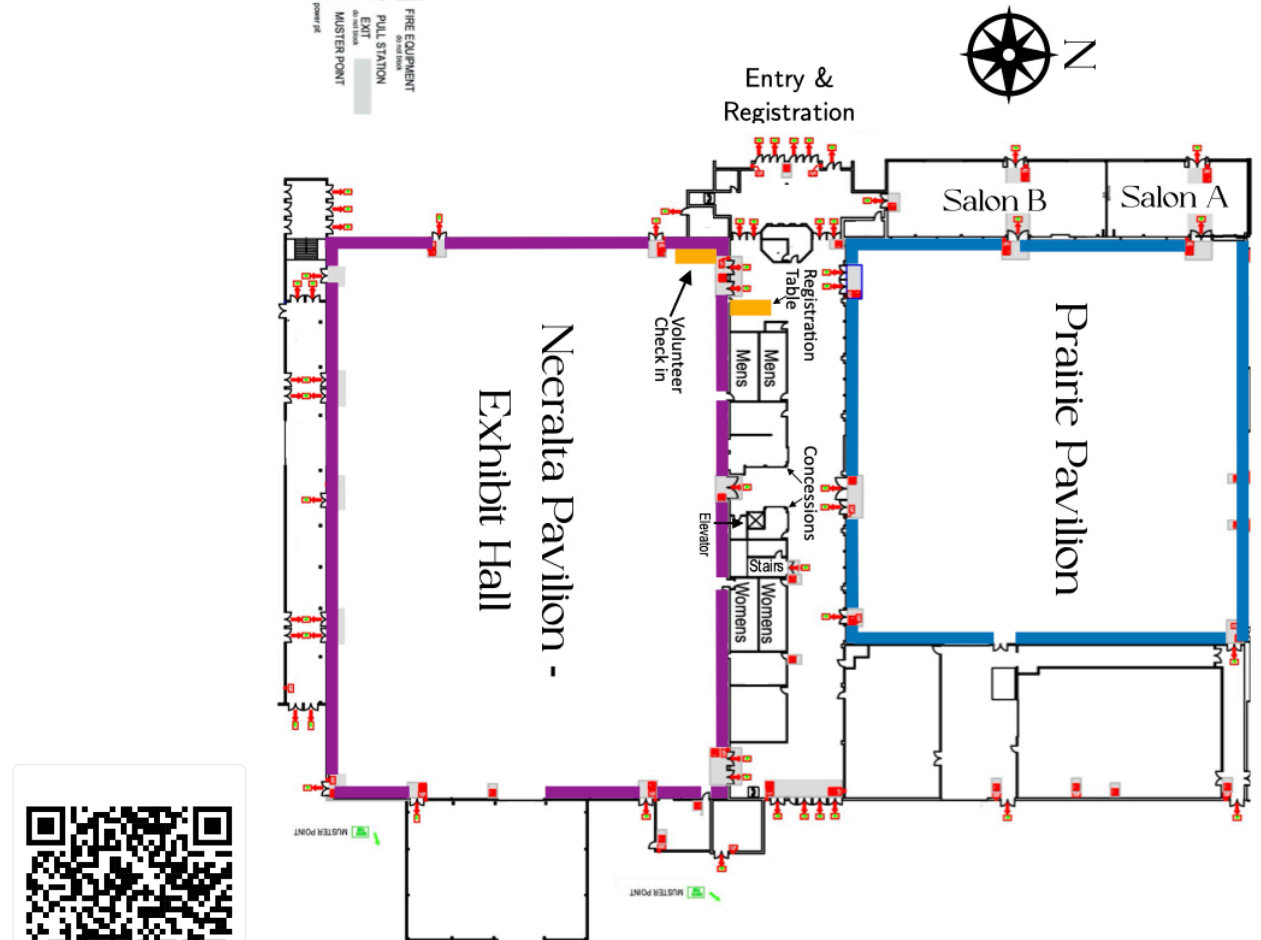 FIRE EQUIPMENT
do not block
PULL STATION
EXIT
do not block
MUSTER POINT
power pit
N
Entry &
Registration
Salon B
Salon A
Registration
Table
Volunteer
Check in
Mens
Mens
Neeralta Pavilion -
Exhibit Hall
Prairie Pavilion
Concessions
Elevator
Stairs
Womens
Womens
MUSTER POINT
MUSTER POINT